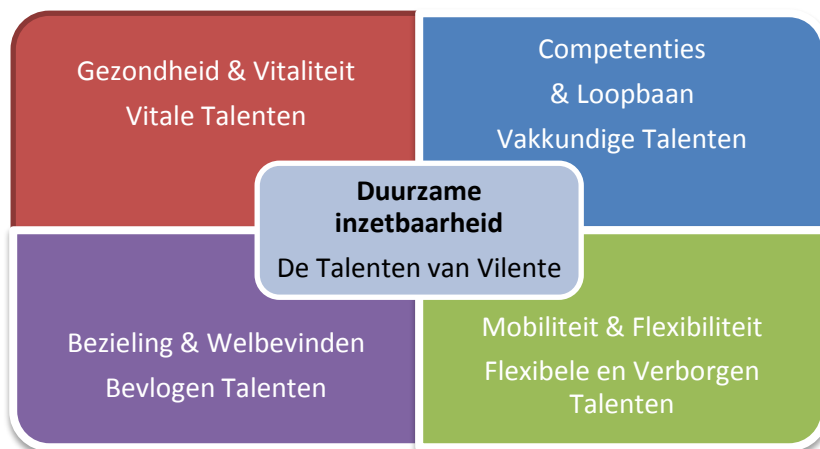 Gezondheid & Vitaliteit
Vitale Talenten
Competenties
& Loopbaan
Vakkundige Talenten
Duurzame
inzetbaarheid
De Talenten van Vilente
Bezieling & Welbevinden
Bevlogen Talenten
Mobiliteit & Flexibiliteit
Flexibele en Verborgen
Talenten